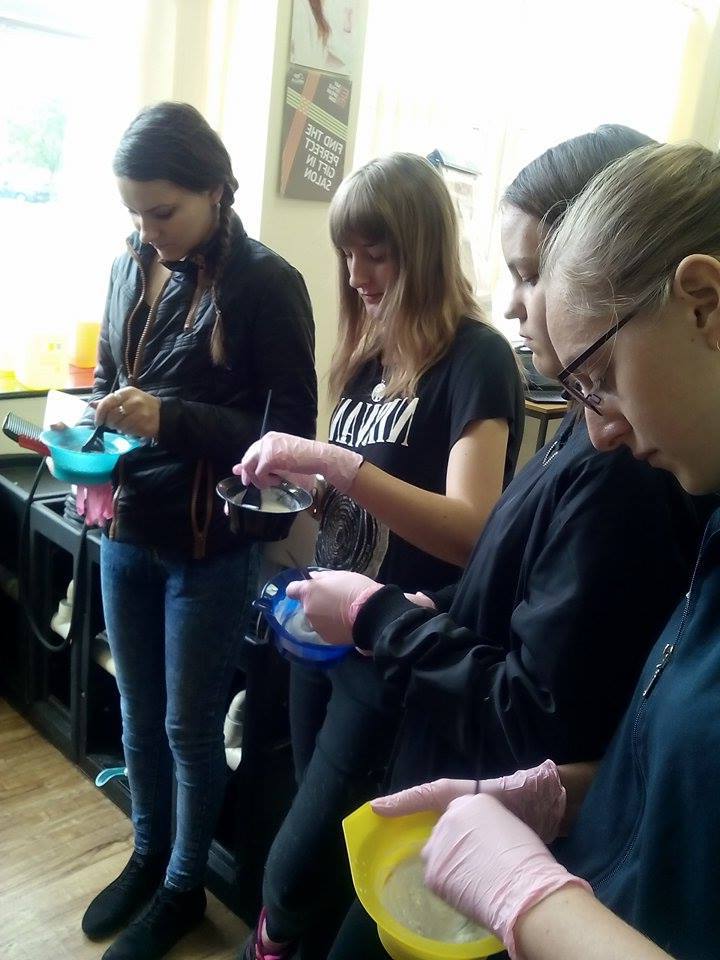 FIND THE
PERFECT
GIFT IN
SALON
NIRVANA